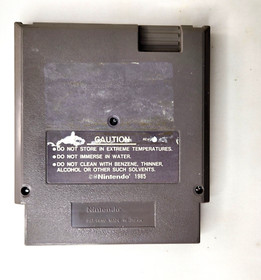 CAUTION
● DO NOT STORE IN EXTREME TEMPERATURES.
● DO NOT IMMERSE IN WATER.
● DO NOT CLEAN WITH BENZENE, THINNER,
ALCOHOL OR OTHER SUCH SOLVENTS.
©®Nintendo® 1985
Nintendo